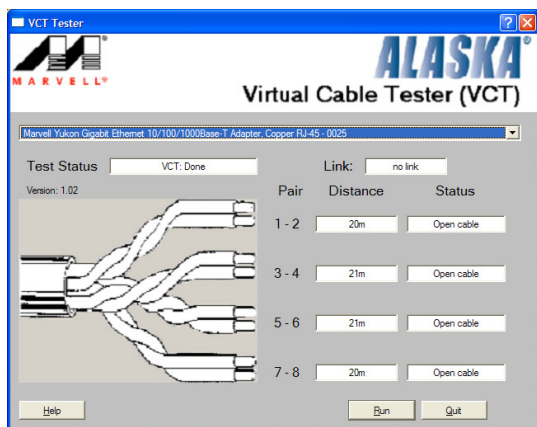 VCT Tester
MARVELL®
ALASKA®
Virtual Cable Tester (VCT)
Marvell Yukon Gigabit Ethernet 10/100/1000Base-T Adapter, Copper RJ-45 - 0025
Test Status VCT: Done Link: no link
Version: 1.02
Pair Distance Status
1 - 2 20m Open cable
3 - 4 21m Open cable
5 - 6 21m Open cable
7 - 8 20m Open cable
Help Run Quit